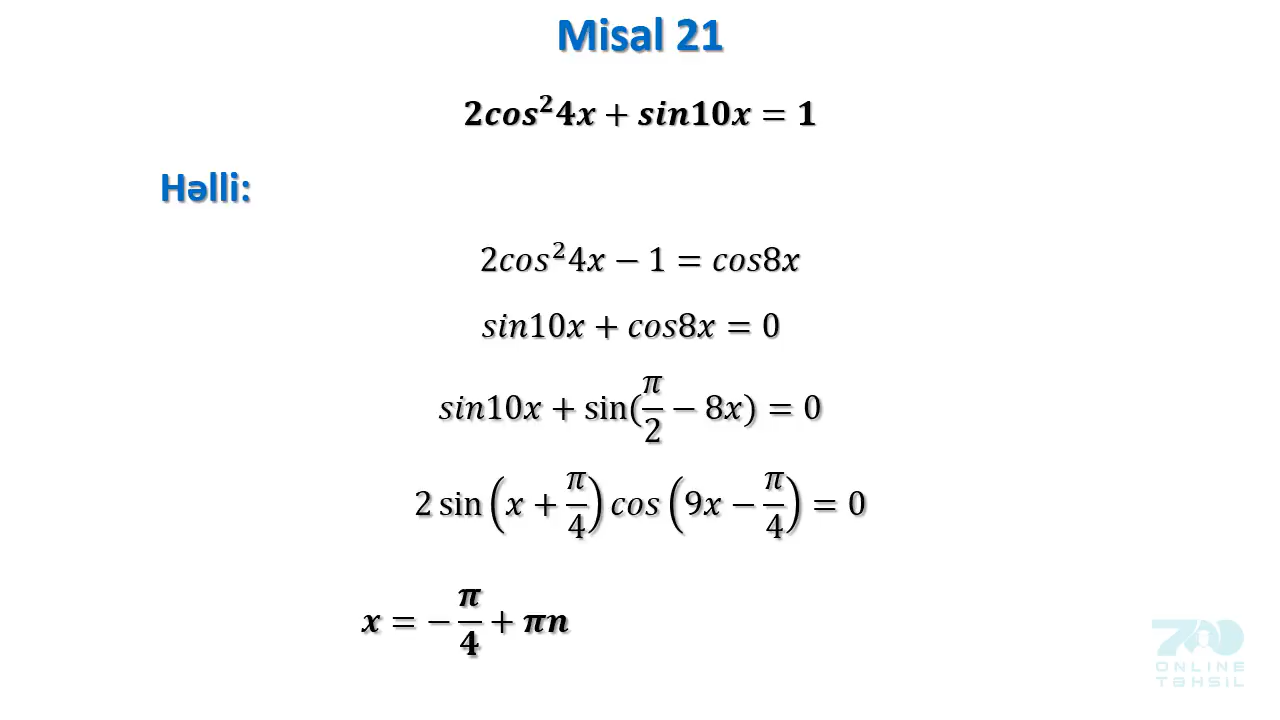 Misal 21
2cos²4x + sin10x = 1
Həlli:
2cos²4x − 1 = cos8x
sin10x + cos8x = 0
sin10x + sin(π/2 − 8x) = 0
2 sin (x + π/4) cos (9x − π/4) = 0
x = −π/4 + πn
700
ONLINE
TƏHSİL